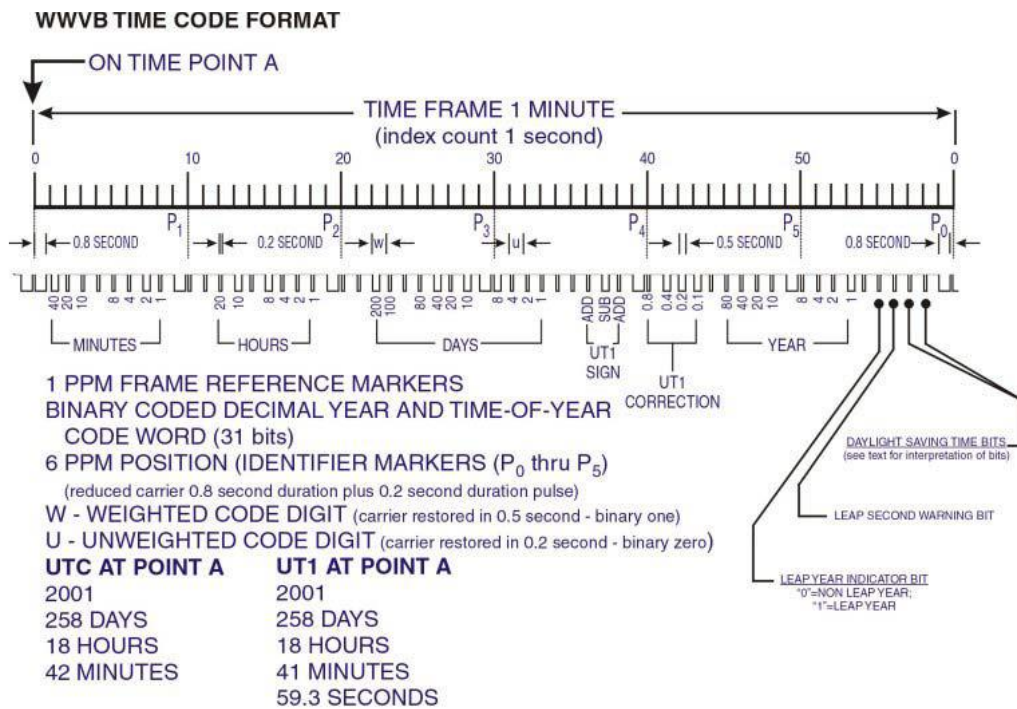 WWVB TIME CODE FORMAT
ON TIME POINT A
TIME FRAME 1 MINUTE
(index count 1 second)
0 10 20 30 40 50 0
P1 P2 P3 P4 P5 P0
0.8 SECOND 0.2 SECOND w u 0.5 SECOND 0.8 SECOND
40 20 10 8 4 2 1 20 10 8 4 2 1 200 100 80 40 20 10 8 4 2 1 ADD SUB ADD 0.8 0.4 0.2 0.1 80 40 20 10 8 4 2 1
MINUTES HOURS DAYS UT1 SIGN UT1 CORRECTION YEAR
1 PPM FRAME REFERENCE MARKERS
BINARY CODED DECIMAL YEAR AND TIME-OF-YEAR
CODE WORD (31 bits)
6 PPM POSITION (IDENTIFIER MARKERS (P0 thru P5)
(reduced carrier 0.8 second duration plus 0.2 second duration pulse)
W - WEIGHTED CODE DIGIT (carrier restored in 0.5 second - binary one)
U - UNWEIGHTED CODE DIGIT (carrier restored in 0.2 second - binary zero)
DAYLIGHT SAVING TIME BITS
(see text for interpretation of bits)
LEAP SECOND WARNING BIT
LEAP YEAR INDICATOR BIT
"0"=NON LEAP YEAR;
"1"=LEAP YEAR
UTC AT POINT A
2001
258 DAYS
18 HOURS
42 MINUTES
UT1 AT POINT A
2001
258 DAYS
18 HOURS
41 MINUTES
59.3 SECONDS